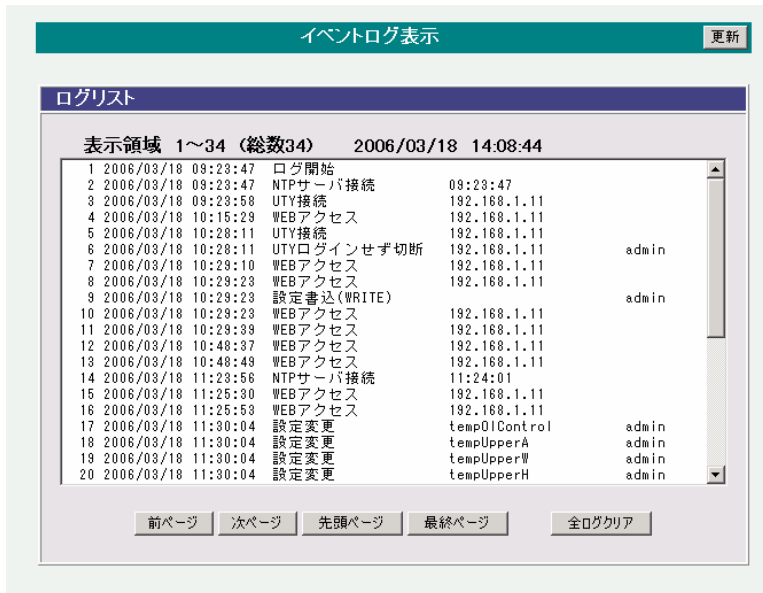 イベントログ表示 更新
ログリスト
表示領域 1～34 （総数34） 2006/03/18 14:08:44
1 2006/03/18 09:23:47 ログ開始
2 2006/03/18 09:23:47 NTPサーバ接続 09:23:47
3 2006/03/18 09:23:58 UTY接続 192.168.1.11
4 2006/03/18 10:15:29 WEBアクセス 192.168.1.11
5 2006/03/18 10:28:11 UTY接続 192.168.1.11
6 2006/03/18 10:28:11 UTYログインせず切断 192.168.1.11 admin
7 2006/03/18 10:29:10 WEBアクセス 192.168.1.11
8 2006/03/18 10:29:23 WEBアクセス 192.168.1.11
9 2006/03/18 10:29:23 設定書込(WRITE) admin
10 2006/03/18 10:29:23 WEBアクセス 192.168.1.11
11 2006/03/18 10:29:39 WEBアクセス 192.168.1.11
12 2006/03/18 10:48:37 WEBアクセス 192.168.1.11
13 2006/03/18 10:48:49 WEBアクセス 192.168.1.11
14 2006/03/18 11:23:56 NTPサーバ接続 11:24:01
15 2006/03/18 11:25:30 WEBアクセス 192.168.1.11
16 2006/03/18 11:25:53 WEBアクセス 192.168.1.11
17 2006/03/18 11:30:04 設定変更 tempOlControl admin
18 2006/03/18 11:30:04 設定変更 tempUpperA admin
19 2006/03/18 11:30:04 設定変更 tempUpperW admin
20 2006/03/18 11:30:04 設定変更 tempUpperH admin
前ページ 次ページ 先頭ページ 最終ページ 全ログクリア